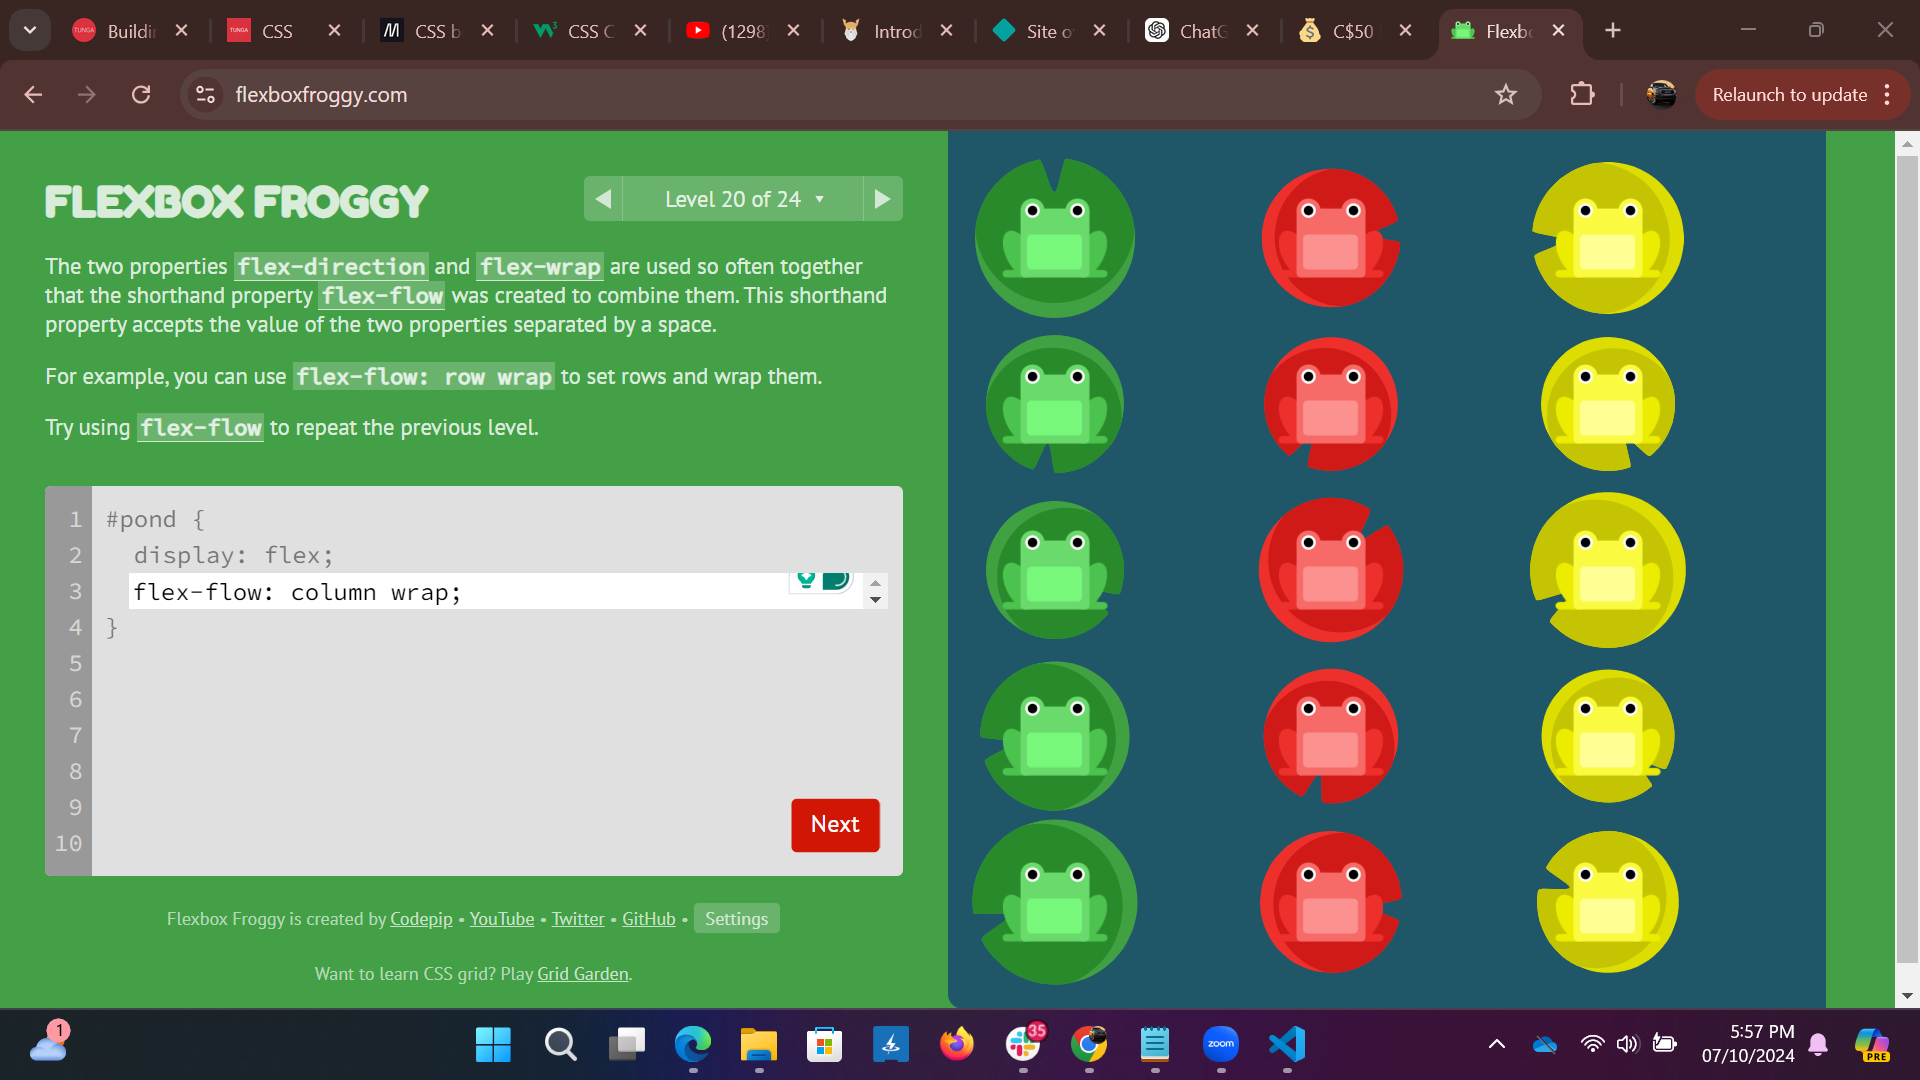 TUNGA Buildin
TUNGA CSS
CSS b
CSS C
(1298)
Introd
Site o
ChatG
C$50
Flexbo
flexboxfroggy.com
Relaunch to update
FLEXBOX FROGGY
Level 20 of 24
The two properties flex-direction and flex-wrap are used so often together
that the shorthand property flex-flow was created to combine them. This shorthand
property accepts the value of the two properties separated by a space.
For example, you can use flex-flow: row wrap to set rows and wrap them.
Try using flex-flow to repeat the previous level.
1 #pond {
2 display: flex;
3 flex-flow: column wrap;
4 }
5
6
7
8
9
10
Next
Flexbox Froggy is created by Codepip • YouTube • Twitter • GitHub • Settings
Want to learn CSS grid? Play Grid Garden.
1
35
zoom
5:57 PM
07/10/2024
PRE